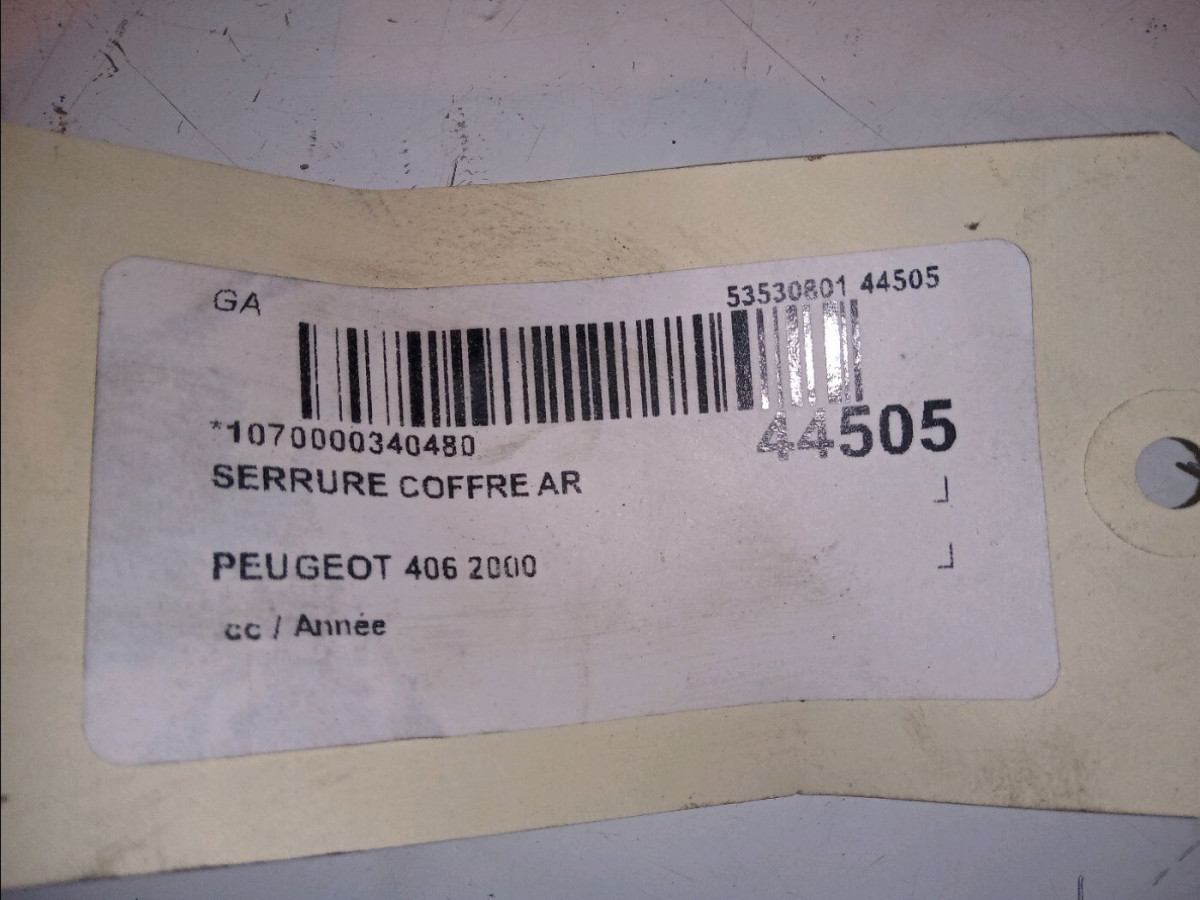 GA
53530801 44505
*1070000340480
44505
SERRURE COFFRE AR
PEUGEOT 406 2000
cc / Année